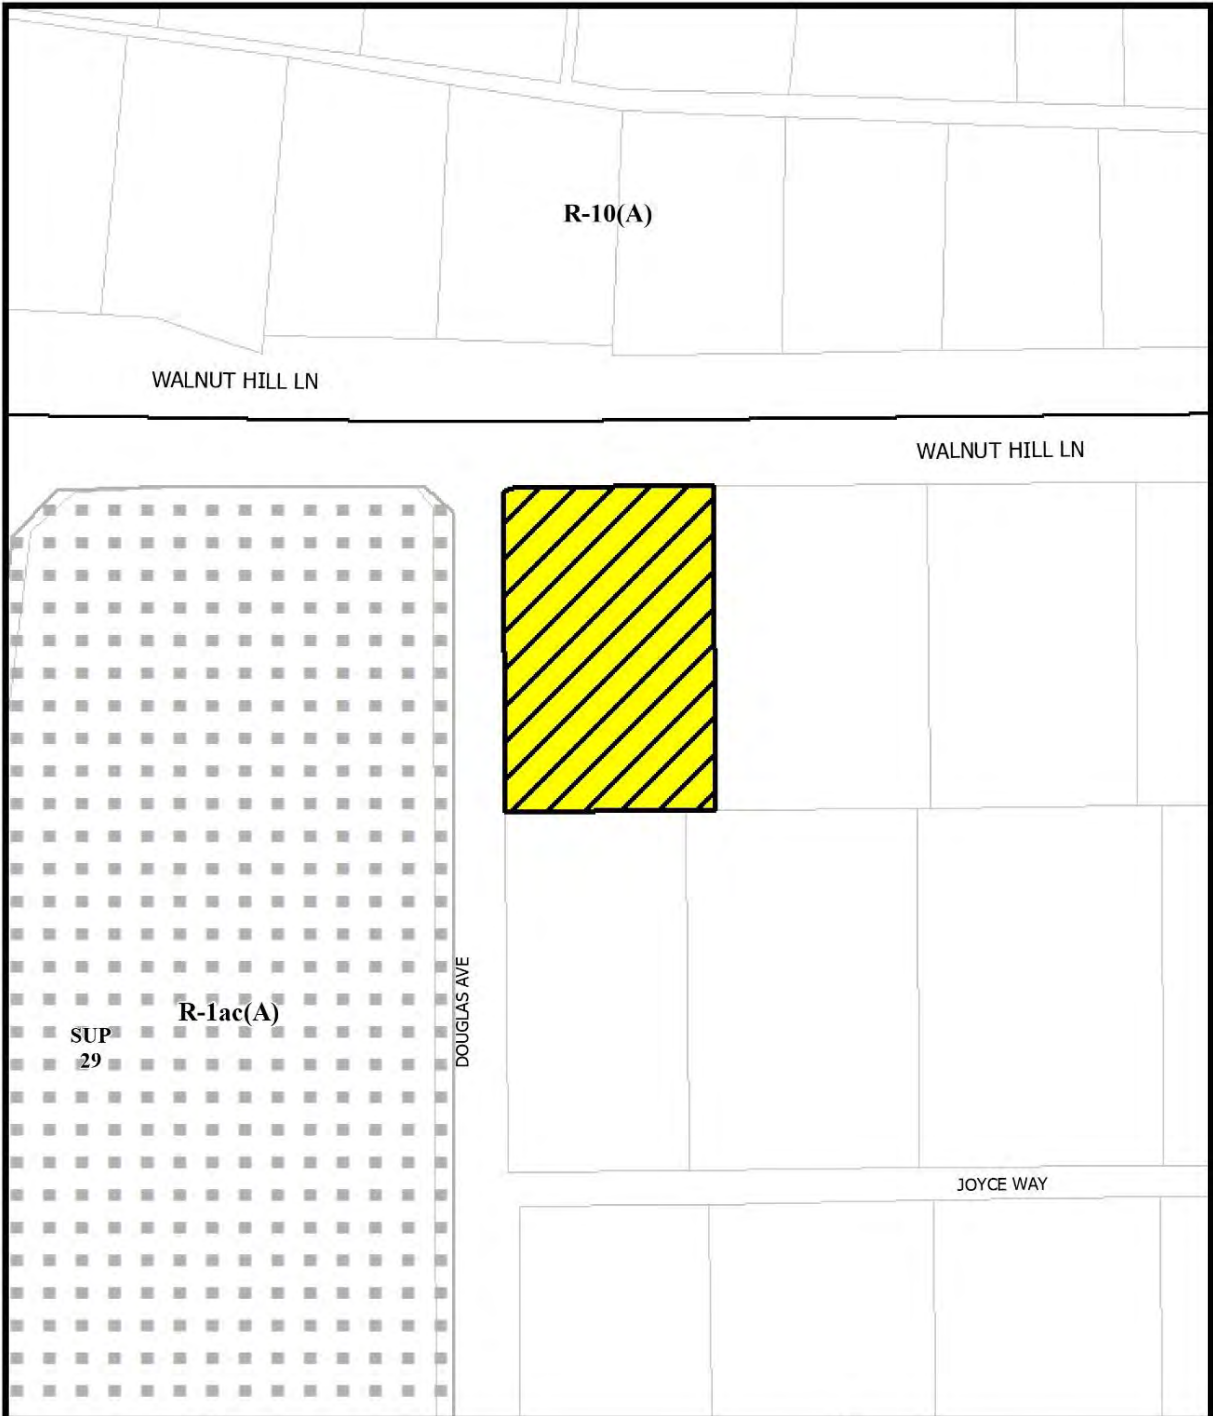 R-10(A)
WALNUT HILL LN
WALNUT HILL LN
DOUGLAS AVE
R-1ac(A)
SUP
29
JOYCE WAY